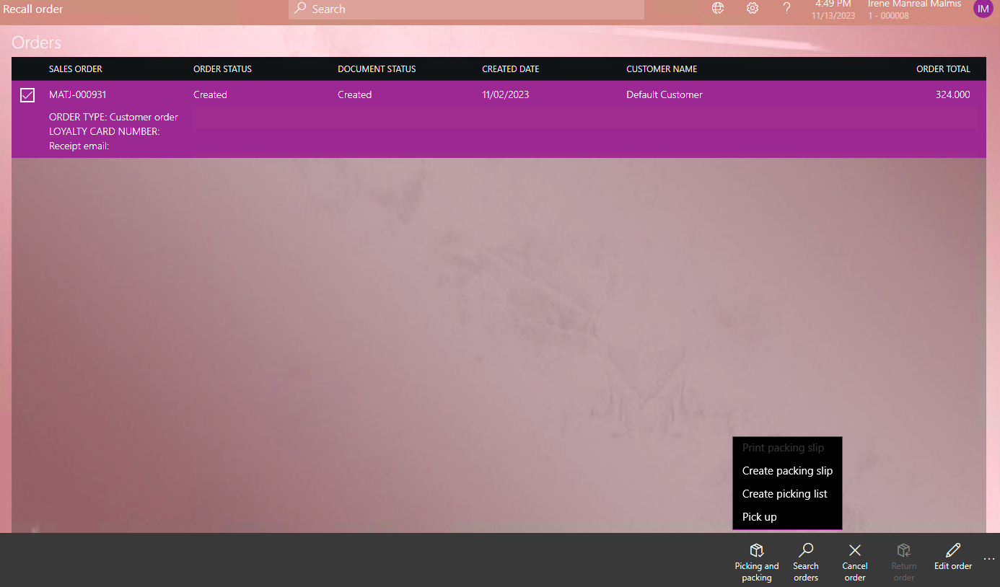 Recall order
Search
?
4:49 PM
11/13/2023
Irene Manreal Malmis
1 - 000008
IM
Orders
SALES ORDER ORDER STATUS DOCUMENT STATUS CREATED DATE CUSTOMER NAME ORDER TOTAL
MATJ-000931 Created Created 11/02/2023 Default Customer 324.000
ORDER TYPE: Customer order
LOYALTY CARD NUMBER:
Receipt email:
Print packing slip
Create packing slip
Create picking list
Pick up
Picking and
packing
Search
orders
Cancel
order
Return
order
Edit order
...